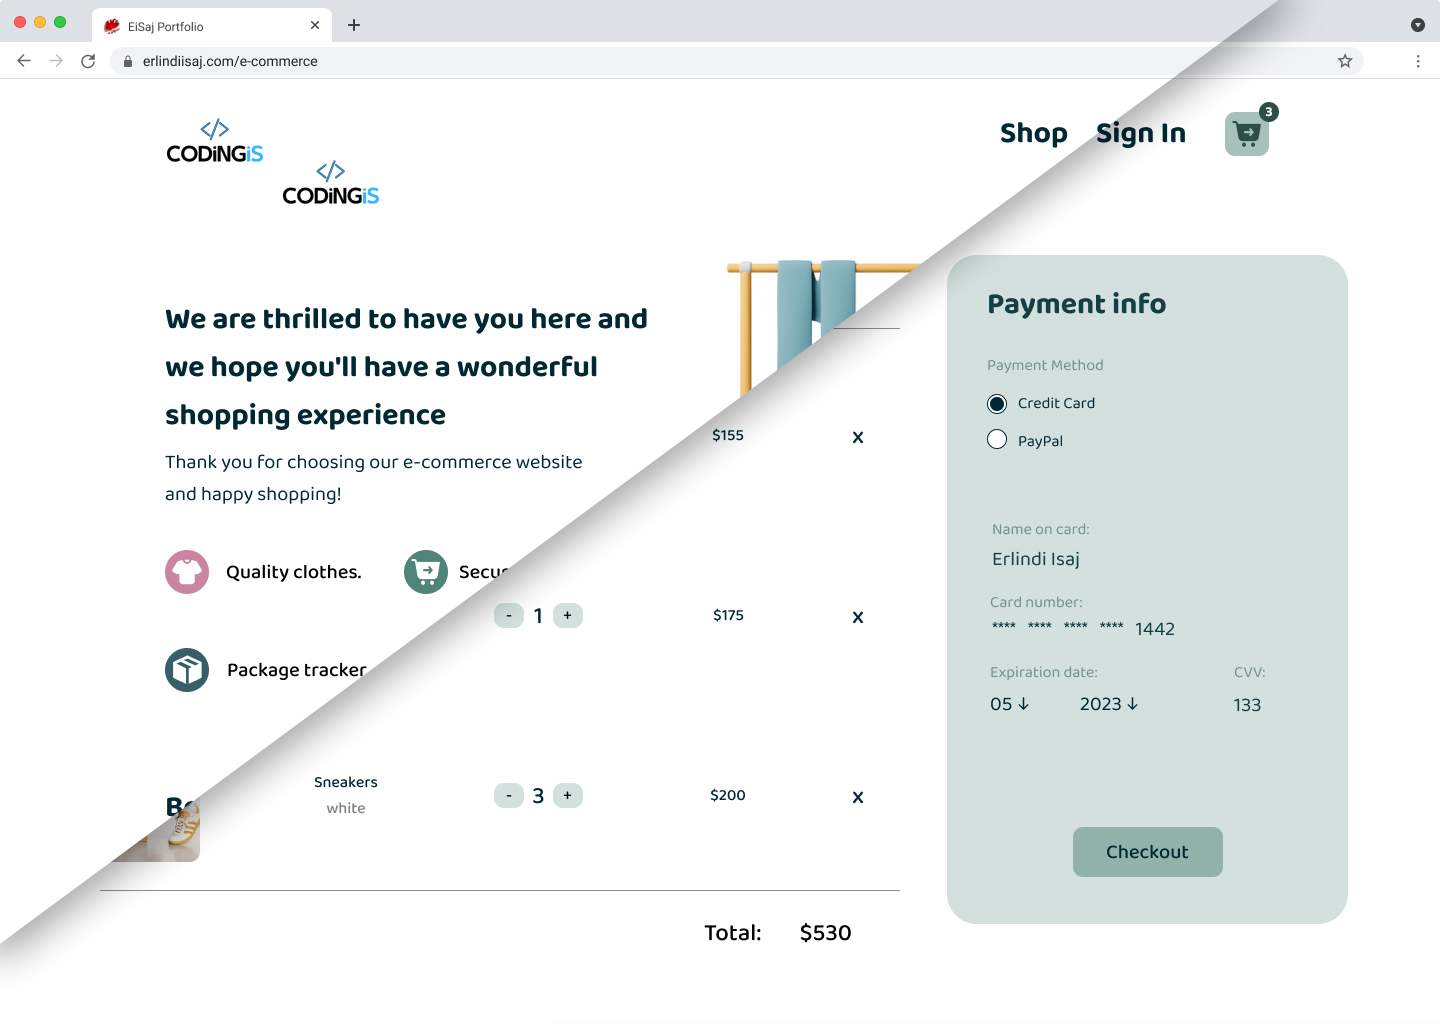 EiSaj Portfolio
erlindiisaj.com/e-commerce
Shop Sign In 3
</>
CODiNGiS
</>
CODiNGiS
We are thrilled to have you here and
we hope you'll have a wonderful
shopping experience
Thank you for choosing our e-commerce website
and happy shopping!
Quality clothes.
Package tracker
$155 x
- 1 + $175 x
Sneakers
white
- 3 + $200 x
Total: $530
Payment info
Payment Method
Credit Card
PayPal
Name on card:
Erlindi Isaj
Card number:
**** **** **** **** 1442
Expiration date: CVV:
05 ↓ 2023 ↓ 133
Checkout